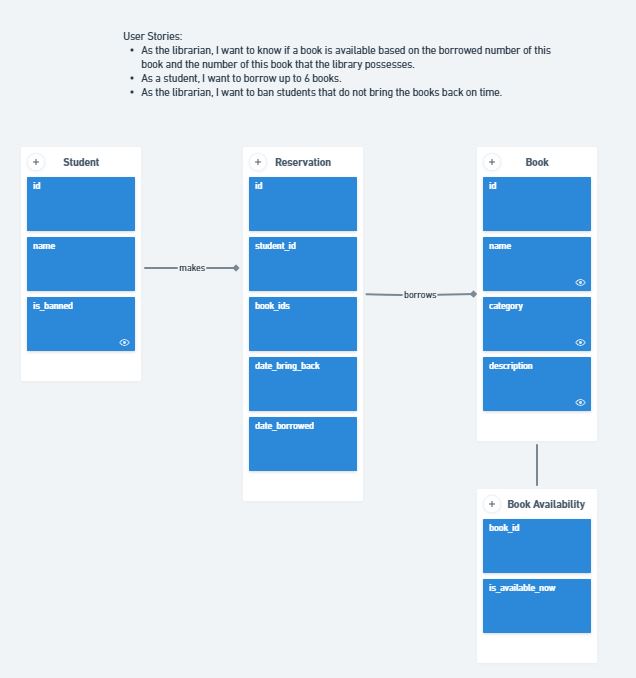 User Stories:
• As the librarian, I want to know if a book is available based on the borrowed number of this
book and the number of this book that the library possesses.
• As a student, I want to borrow up to 6 books.
• As the librarian, I want to ban students that do not bring the books back on time.
+ Student
id
name
is_banned
makes
+ Reservation
id
student_id
book_ids
date_bring_back
date_borrowed
borrows
+ Book
id
name
category
description
+ Book Availability
book_id
is_available_now